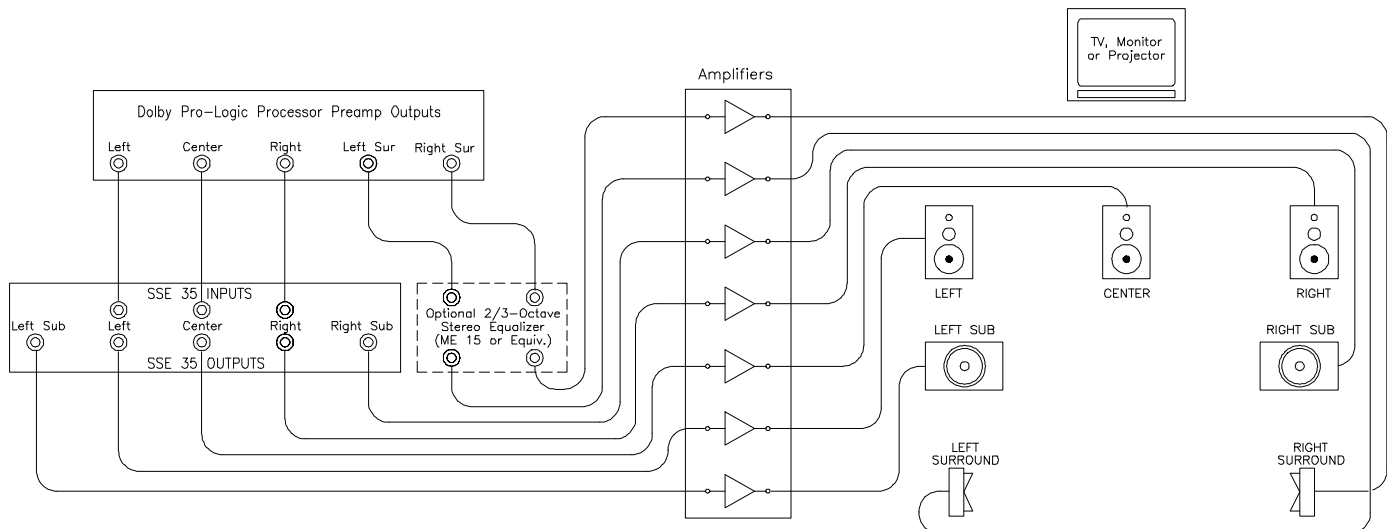 TV, Monitor
or Projector
Amplifiers
Dolby Pro-Logic Processor Preamp Outputs
Left Center Right Left Sur Right Sur
SSE 35 INPUTS
Left Sub Left Center Right Right Sub
SSE 35 OUTPUTS
Optional 2/3-Octave
Stereo Equalizer
(ME 15 or Equiv.)
LEFT CENTER RIGHT
LEFT SUB RIGHT SUB
LEFT
SURROUND
RIGHT
SURROUND